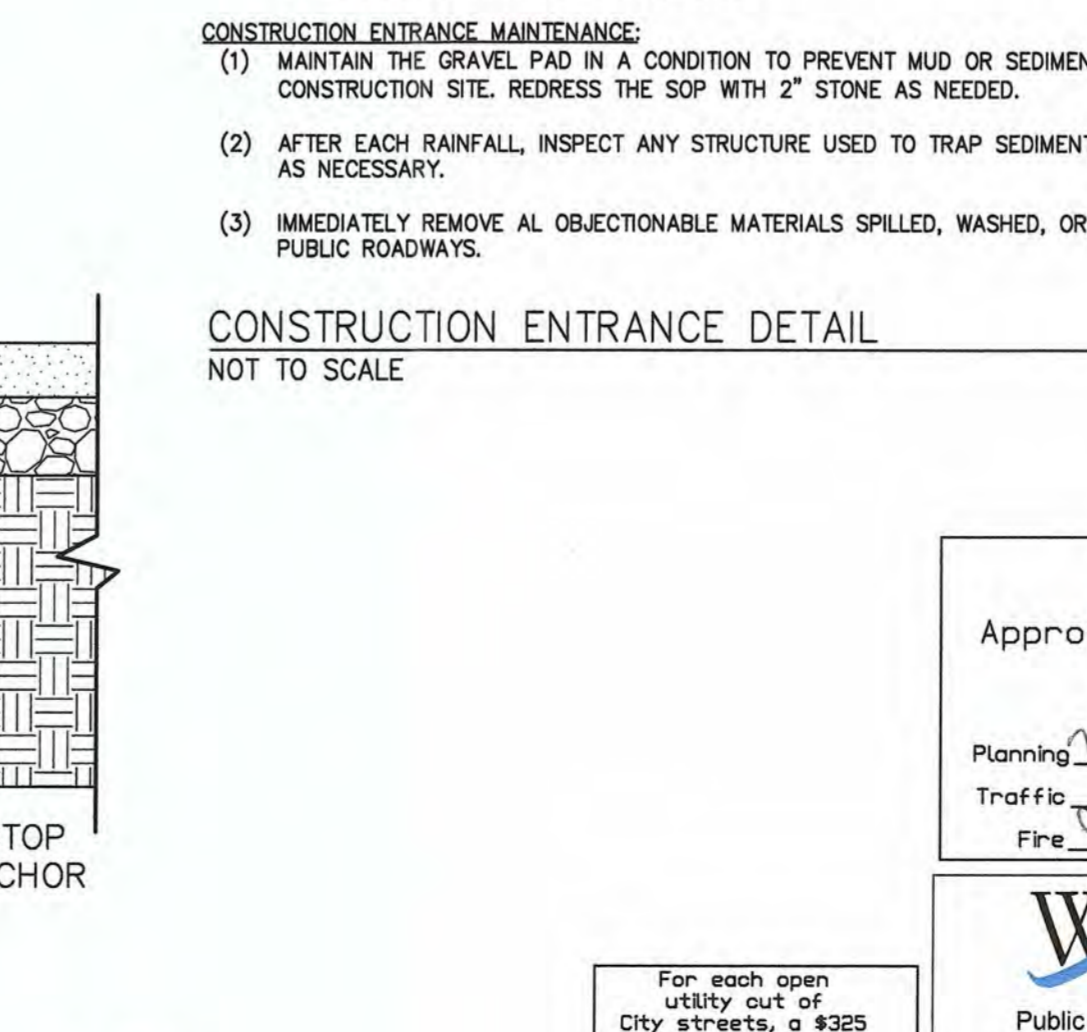 CONSTRUCTION ENTRANCE MAINTENANCE:
(1) MAINTAIN THE GRAVEL PAD IN A CONDITION TO PREVENT MUD OR SEDIMEN
CONSTRUCTION SITE. REDRESS THE SOP WITH 2" STONE AS NEEDED.
(2) AFTER EACH RAINFALL, INSPECT ANY STRUCTURE USED TO TRAP SEDIMENT
AS NECESSARY.
(3) IMMEDIATELY REMOVE AL OBJECTIONABLE MATERIALS SPILLED, WASHED, OR
PUBLIC ROADWAYS.
CONSTRUCTION ENTRANCE DETAIL
NOT TO SCALE
TOP
CHOR
Appro
Planning
Traffic
Fire
W
Public
For each open
utility cut of
City streets, a $325